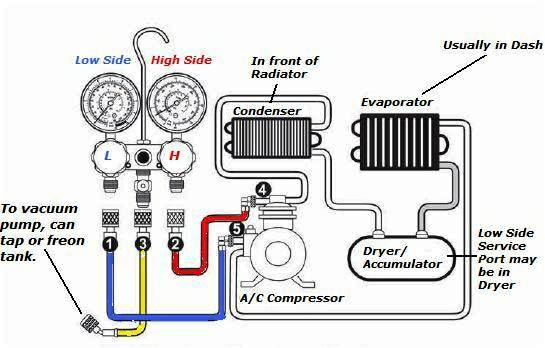 Low Side
High Side
In front of
Radiator
Usually in Dash
Condenser
Evaporator
L
H
4
To vacuum
pump, can
tap or freon
tank.
1
3
2
5
Dryer/
Accumulator
Low Side
Service
Port may
be in
Dryer
A/C Compressor